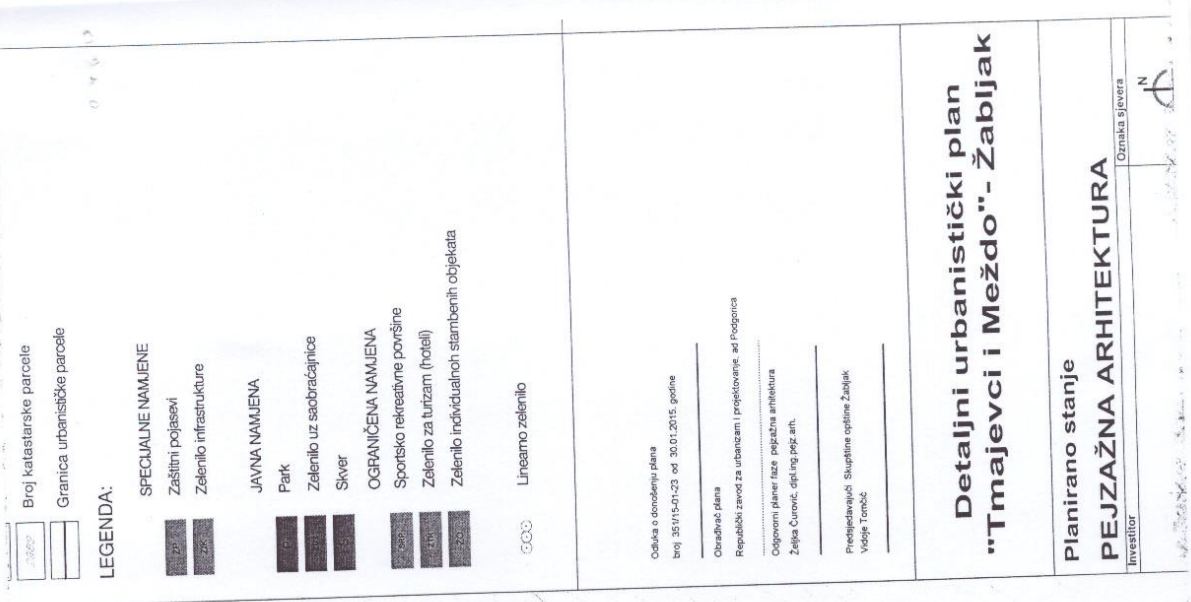 Broj katastarske parcele
Granica urbanističke parcele
LEGENDA:
SPECIJALNE NAMJENE
Zaštitni pojasevi
Zelenilo infrastrukture
JAVNA NAMJENA
Park
Zelenilo uz saobraćajnice
Skver
OGRANIČENA NAMJENA
Sportsko rekreativne površine
Zelenilo za turizam (hoteli)
Zelenilo individualnih stambenih objekata
Linearno zelenilo
Odluka o donošenju plana
broj 351/15-01-23 od 30.01.2015. godine
Obrađivač plana
Republički zavod za urbanizam i projektovanje, ad Podgorica
Odgovorni planer faze pejzažna arhitektura
Željka Čurović, dipl.ing.pejz.arh.
Predsjedavajući Skupštine opštine Žabljak
Vidoje Tomčić
Detaljni urbanistički plan
"Tmajevci i Meždo"- Žabljak
Planirano stanje
PEJZAŽNA ARHITEKTURA
Investitor
Oznaka sjevera
N